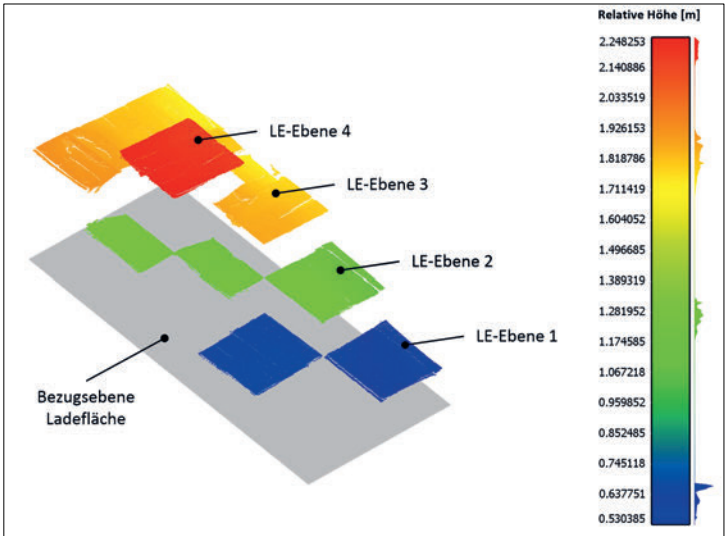 Relative Höhe [m]
2.248253
2.140886
2.033519
1.926153
1.818786
1.711419
1.604052
1.496685
1.389319
1.281952
1.174585
1.067218
0.959852
0.852485
0.745118
0.637751
0.530385
LE-Ebene 4
LE-Ebene 3
LE-Ebene 2
LE-Ebene 1
Bezugsebene
Ladefläche